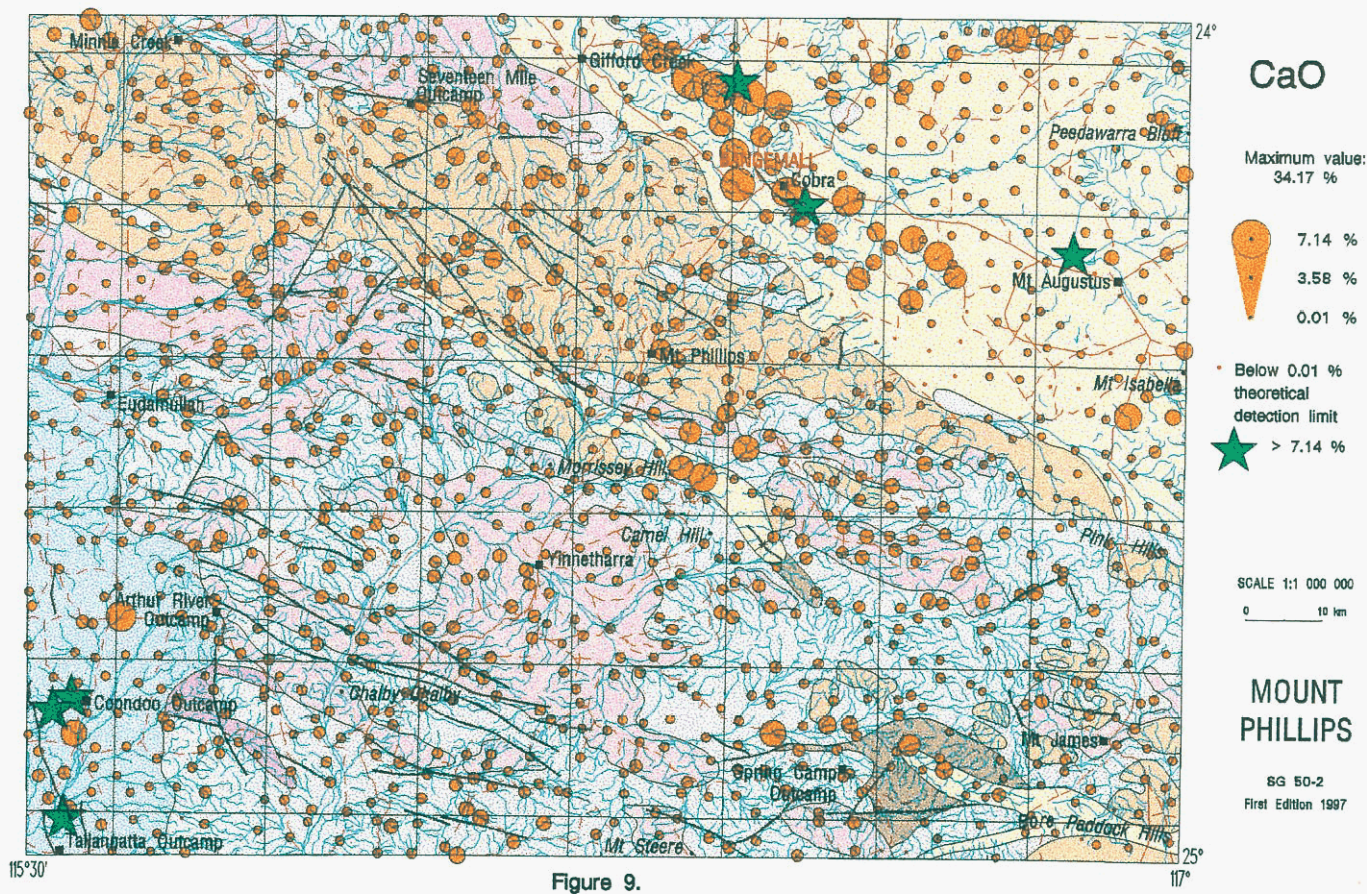 24°
Minnie Creek
Gifford Creek
Seventeen Mile
Outcamp
Peedawarra Bluff
BANGEMALL
Cobra
Mt Augustus
Mt Phillips
Mt Isabella
Eudamullah
Morrissey Hill
Camel Hill
Pink Hills
Yinnetharra
Arthur River
Outcamp
Chalby Chalby
Coondoo Outcamp
Mt James
Spring Camp
Outcamp
Bore Paddock Hills
Tallanbatta Outcamp
Mt Steere
115°30'
25°
117°
Figure 9.
CaO
Maximum value:
34.17 %
7.14 %
3.58 %
0.01 %
Below 0.01 %
theoretical
detection limit
> 7.14 %
SCALE 1:1 000 000
0 10 km
MOUNT
PHILLIPS
SG 50-2
First Edition 1997